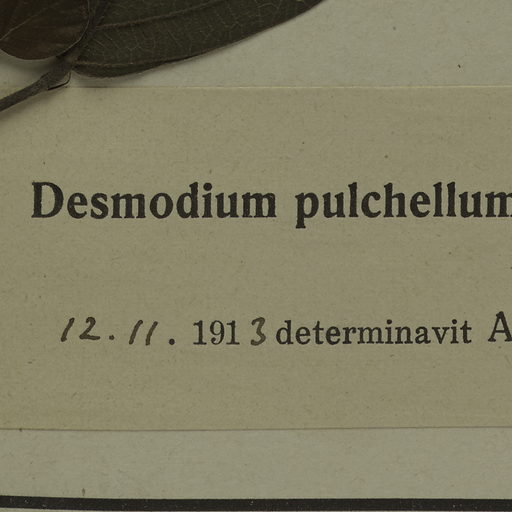 Desmodium pulchellum
12.11. 1913 determinavit A